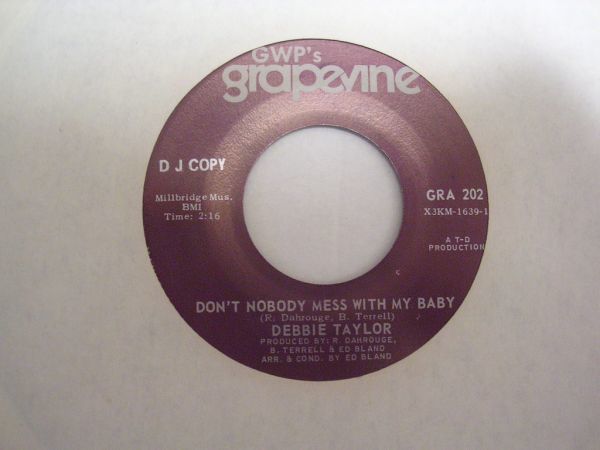 GWP's
grapevine
D J COPY
Millbridge Mus.
BMI
Time: 2:16
GRA 202
X3KM-1639-1
A T-D
PRODUCTION
DON'T NOBODY MESS WITH MY BABY
(R. Dahrouge, B. Terrell)
DEBBIE TAYLOR
PRODUCED BY: R. DAHROUGE,
B. TERRELL & ED BLAND
ARR. & COND. BY ED BLAND